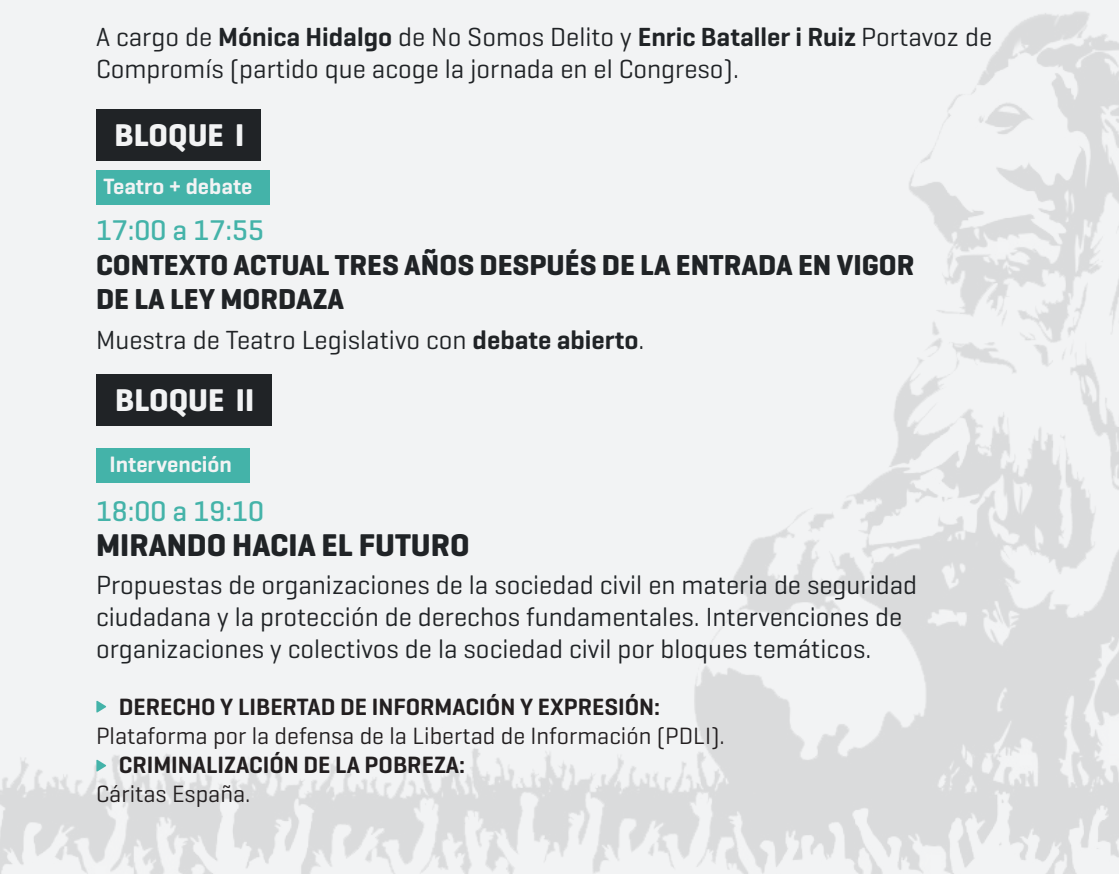 A cargo de Mónica Hidalgo de No Somos Delito y Enric Bataller i Ruiz Portavoz de
Compromís (partido que acoge la jornada en el Congreso).
BLOQUE I
Teatro + debate
17:00 a 17:55
CONTEXTO ACTUAL TRES AÑOS DESPUÉS DE LA ENTRADA EN VIGOR
DE LA LEY MORDAZA
Muestra de Teatro Legislativo con debate abierto.
BLOQUE II
Intervención
18:00 a 19:10
MIRANDO HACIA EL FUTURO
Propuestas de organizaciones de la sociedad civil en materia de seguridad
ciudadana y la protección de derechos fundamentales. Intervenciones de
organizaciones y colectivos de la sociedad civil por bloques temáticos.
DERECHO Y LIBERTAD DE INFORMACIÓN Y EXPRESIÓN:
Plataforma por la defensa de la Libertad de Información (PDLI).
CRIMINALIZACIÓN DE LA POBREZA:
Cáritas España.